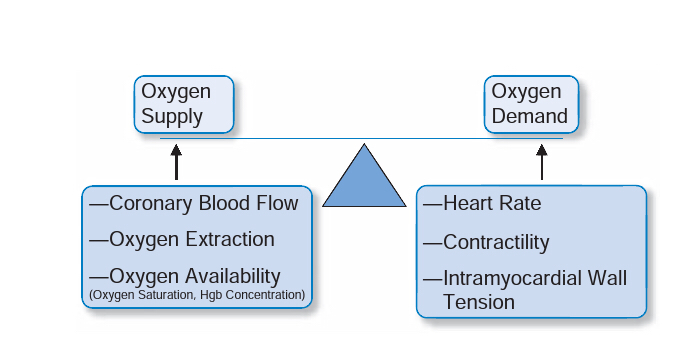 Oxygen
Supply
Oxygen
Demand
—Coronary Blood Flow
—Oxygen Extraction
—Oxygen Availability
(Oxygen Saturation, Hgb Concentration)
—Heart Rate
—Contractility
—Intramyocardial Wall
Tension